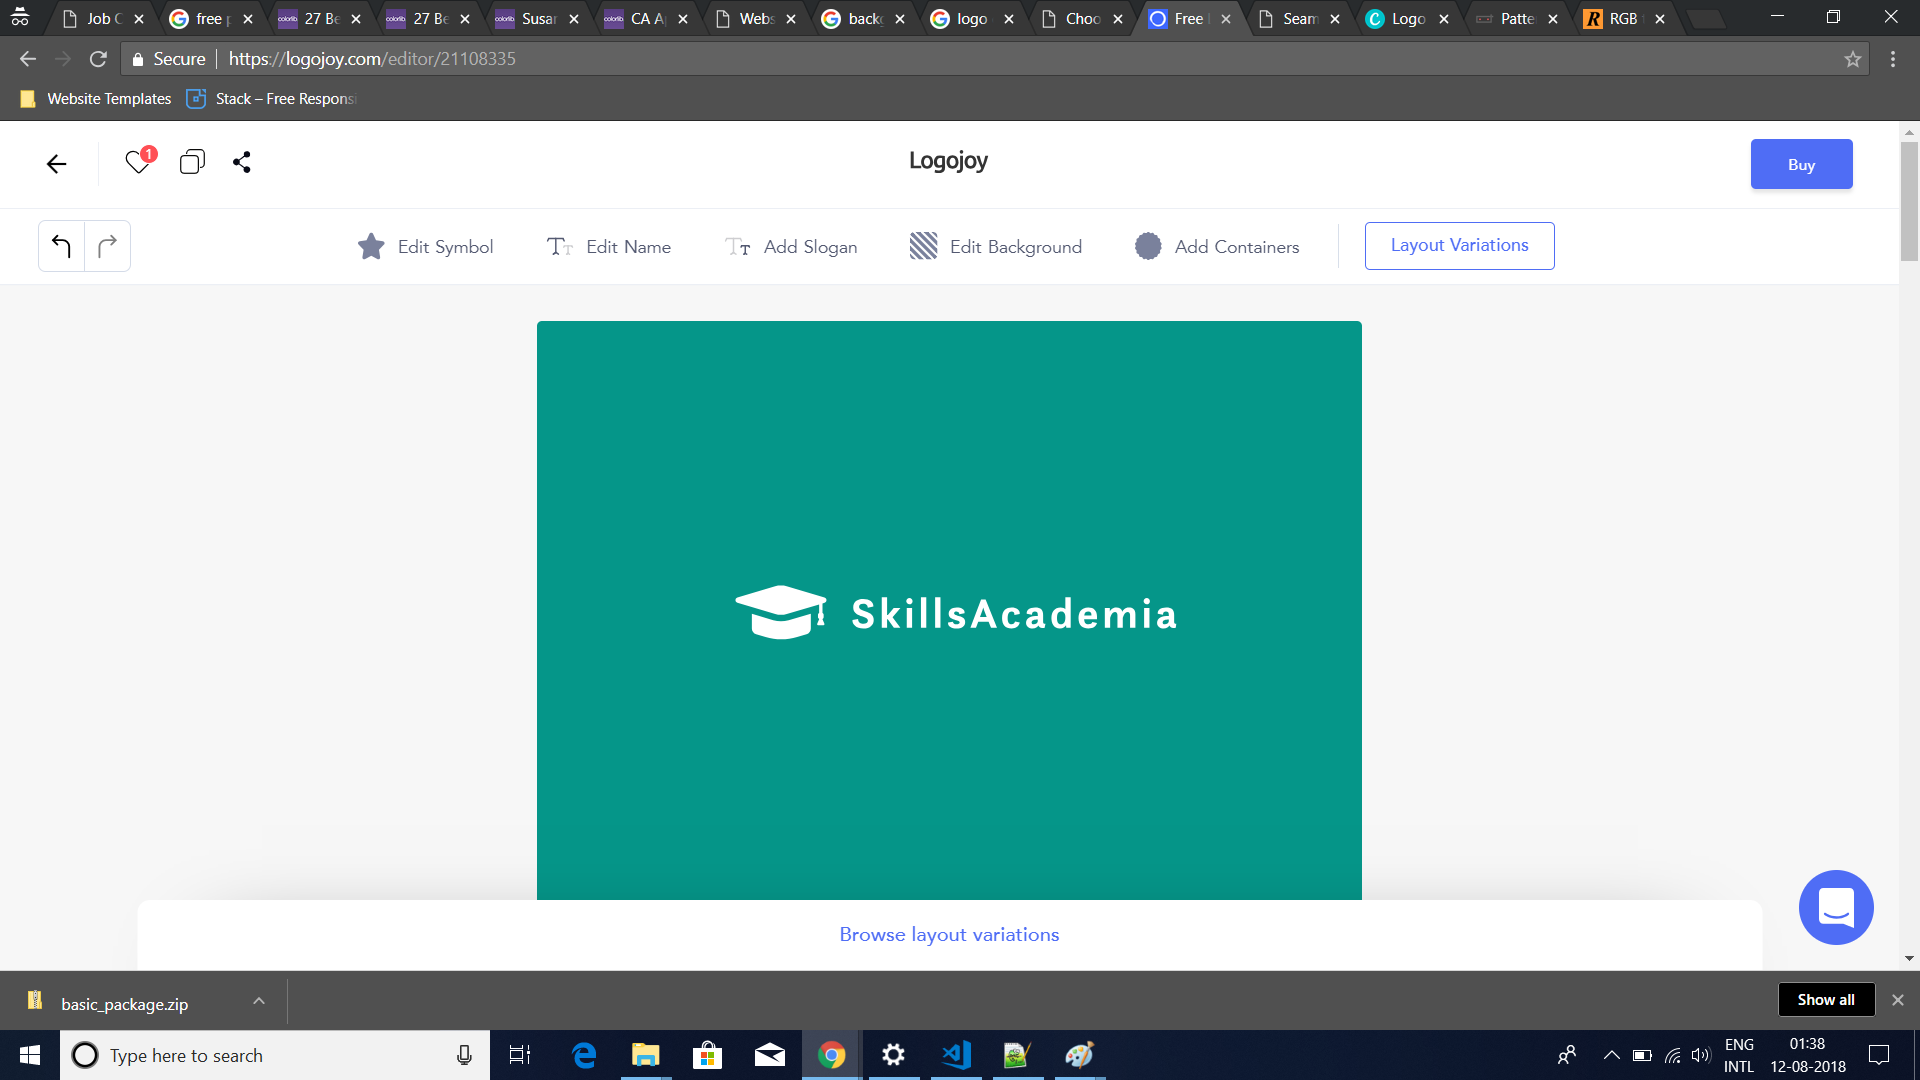 Job C
free p
27 Be
27 Be
Susan
CA A
Webs
backg
logo
Choo
Free
Seam
Logo
Patte
RGB
Secure
https://logojoy.com/editor/21108335
Website Templates
Stack – Free Respons
1
Logojoy
Buy
Edit Symbol
Edit Name
Add Slogan
Edit Background
Add Containers
Layout Variations
SkillsAcademia
Browse layout variations
basic_package.zip
Show all
Type here to search
ENG
INTL
01:38
12-08-2018